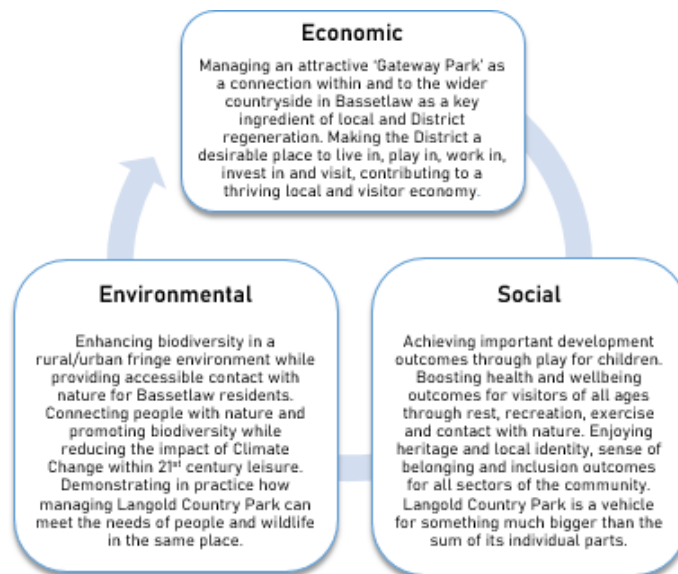 Economic
Managing an attractive ‘Gateway Park’ as
a connection within and to the wider
countryside in Bassetlaw as a key
ingredient of local and District
regeneration. Making the District a
desirable place to live in, play in, work in,
invest in and visit, contributing to a
thriving local and visitor economy.
Environmental
Enhancing biodiversity in a
rural/urban fringe environment while
providing accessible contact with
nature for Bassetlaw residents.
Connecting people with nature and
promoting biodiversity while
reducing the impact of Climate
Change within 21st century leisure.
Demonstrating in practice how
managing Langold Country Park can
meet the needs of people and wildlife
in the same place.
Social
Achieving important development
outcomes through play for children.
Boosting health and wellbeing
outcomes for visitors of all ages
through rest, recreation, exercise
and contact with nature. Enjoying
heritage and local identity, sense of
belonging and inclusion outcomes
for all sectors of the community.
Langold Country Park is a vehicle
for something much bigger than the
sum of its individual parts.